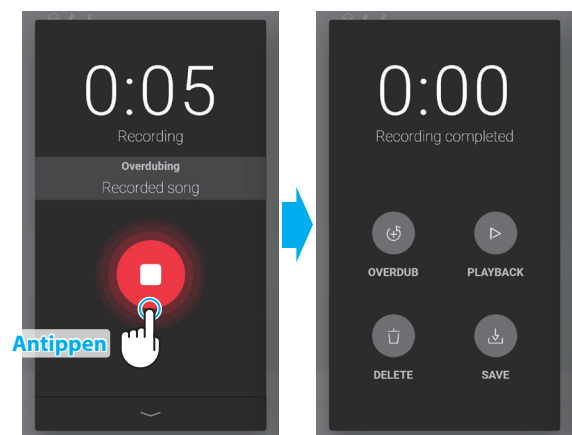 0:05
Recording
Overdubing
Recorded song
Antippen
0:00
Recording completed
OVERDUB
PLAYBACK
DELETE
SAVE